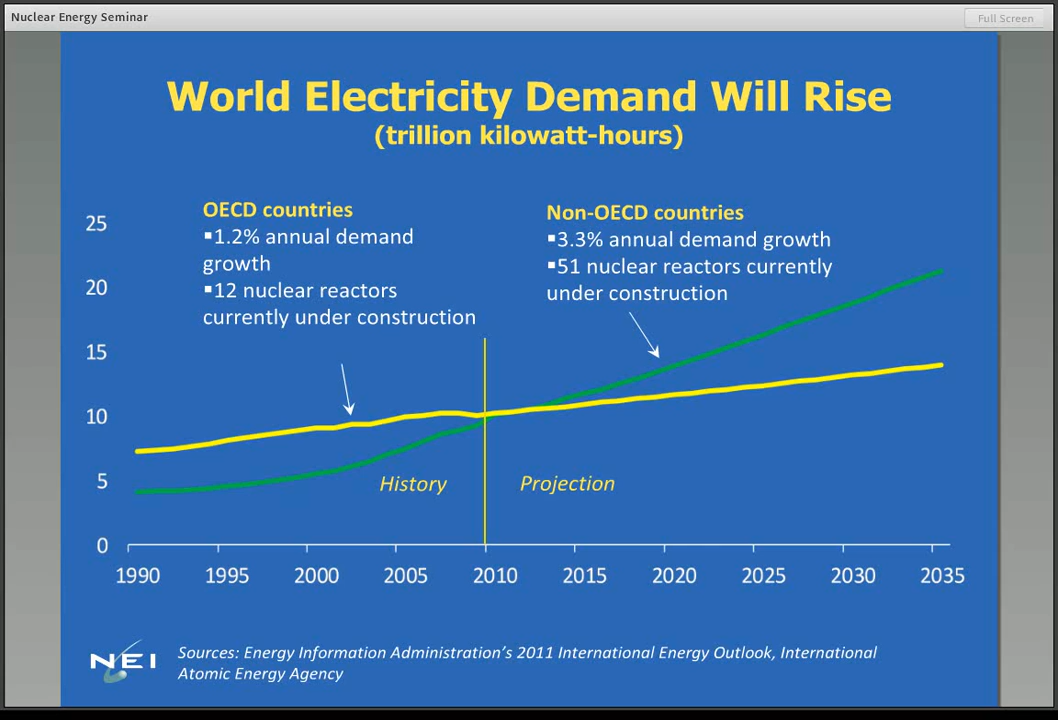 Nuclear Energy Seminar
Full Screen
World Electricity Demand Will Rise
(trillion kilowatt-hours)
OECD countries
▪1.2% annual demand
growth
▪12 nuclear reactors
currently under construction
Non-OECD countries
▪3.3% annual demand growth
▪51 nuclear reactors currently
under construction
25
20
15
10
5
0
History
Projection
1990 1995 2000 2005 2010 2015 2020 2025 2030 2035
NEI
Sources: Energy Information Administration's 2011 International Energy Outlook, International
Atomic Energy Agency